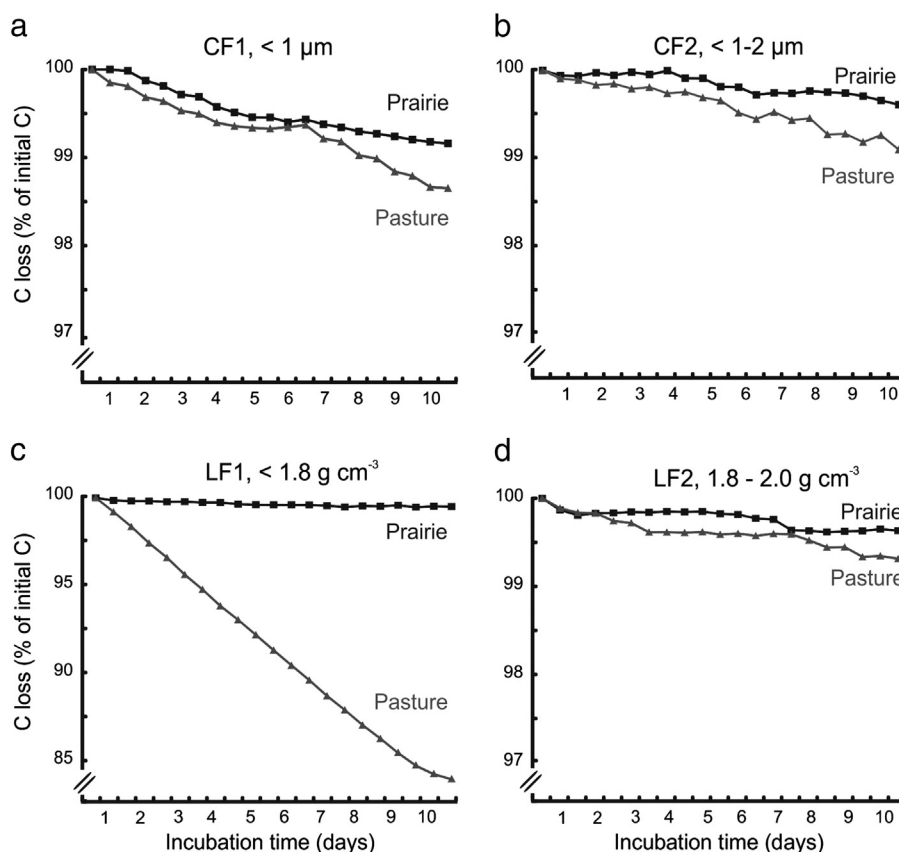 a
CF1, < 1 µm
100
99
98
97
C loss (% of initial C)
Prairie
Pasture
1 2 3 4 5 6 7 8 9 10
b
CF2, < 1-2 µm
100
99
98
97
Prairie
Pasture
1 2 3 4 5 6 7 8 9 10
c
LF1, < 1.8 g cm⁻³
100
95
90
85
C loss (% of initial C)
Prairie
Pasture
1 2 3 4 5 6 7 8 9 10
Incubation time (days)
d
LF2, 1.8 - 2.0 g cm⁻³
100
99
98
97
Prairie
Pasture
1 2 3 4 5 6 7 8 9 10
Incubation time (days)